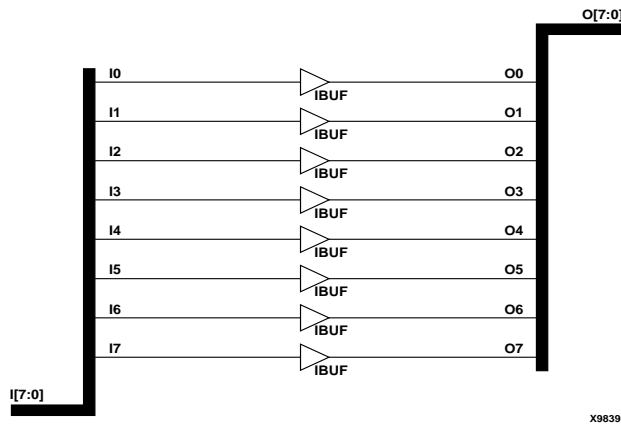 O[7:0]
I0 O0
IBUF
I1 O1
IBUF
I2 O2
IBUF
I3 O3
IBUF
I4 O4
IBUF
I5 O5
IBUF
I6 O6
IBUF
I7 O7
IBUF
I[7:0]
X9839